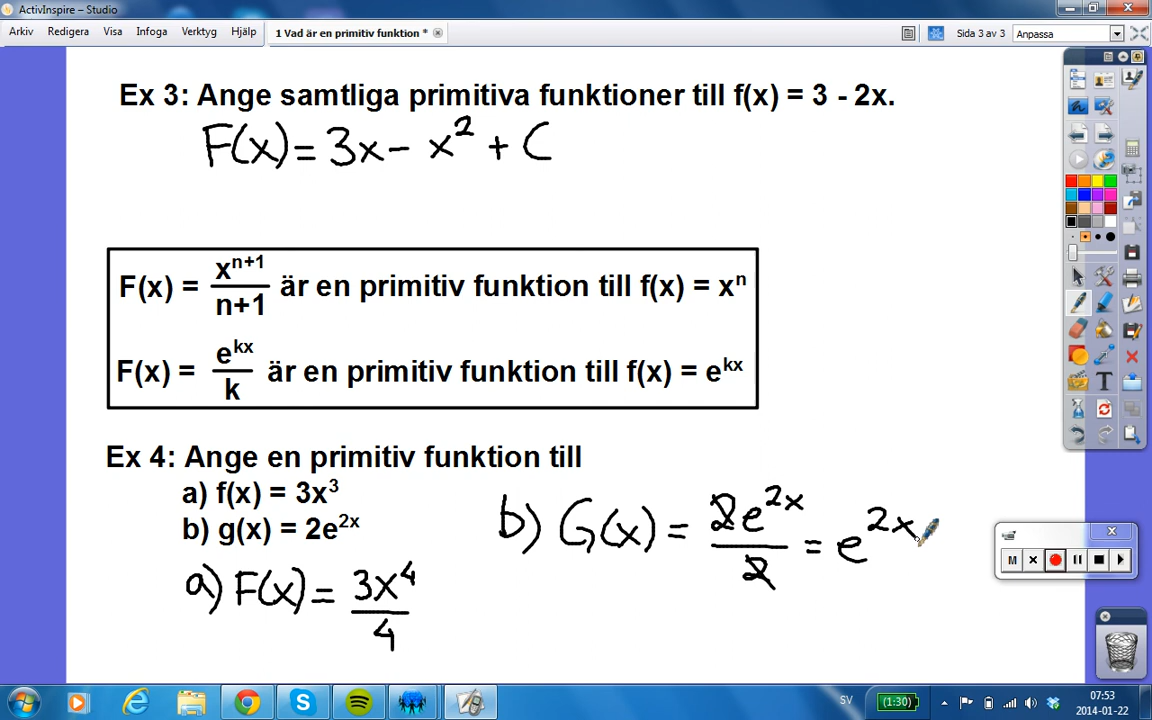 ActivInspire – Studio
Arkiv Redigera Visa Infoga Verktyg Hjälp 1 Vad är en primitiv funktion * Sida 3 av 3 Anpassa
Ex 3: Ange samtliga primitiva funktioner till f(x) = 3 - 2x.
F(x) = 3x - x² + C
F(x) = xⁿ⁺¹/n+1 är en primitiv funktion till f(x) = xⁿ
F(x) = eᵏˣ/k är en primitiv funktion till f(x) = eᵏˣ
Ex 4: Ange en primitiv funktion till
a) f(x) = 3x³
b) g(x) = 2e²ˣ
b) G(x) = 2e²ˣ/2 = e²ˣ
a) F(x) = 3x⁴/4
M
SV (1:30) 07:53
2014-01-22